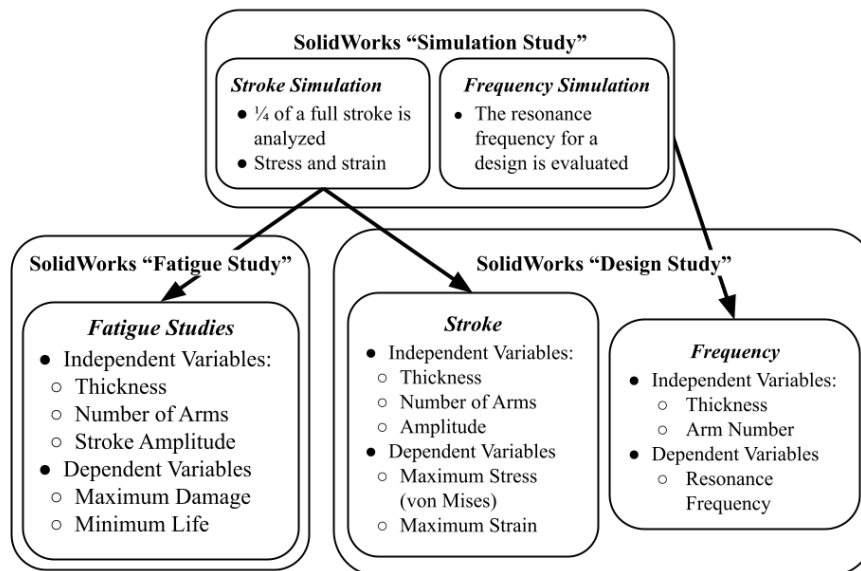 SolidWorks “Simulation Study”
Stroke Simulation
● ¼ of a full stroke is
analyzed
● Stress and strain
Frequency Simulation
● The resonance
frequency for a
design is evaluated
SolidWorks “Fatigue Study”
Fatigue Studies
● Independent Variables:
○ Thickness
○ Number of Arms
○ Stroke Amplitude
● Dependent Variables
○ Maximum Damage
○ Minimum Life
SolidWorks “Design Study”
Stroke
● Independent Variables:
○ Thickness
○ Number of Arms
○ Amplitude
● Dependent Variables
○ Maximum Stress
(von Mises)
○ Maximum Strain
Frequency
● Independent Variables:
○ Thickness
○ Arm Number
● Dependent Variables
○ Resonance
Frequency